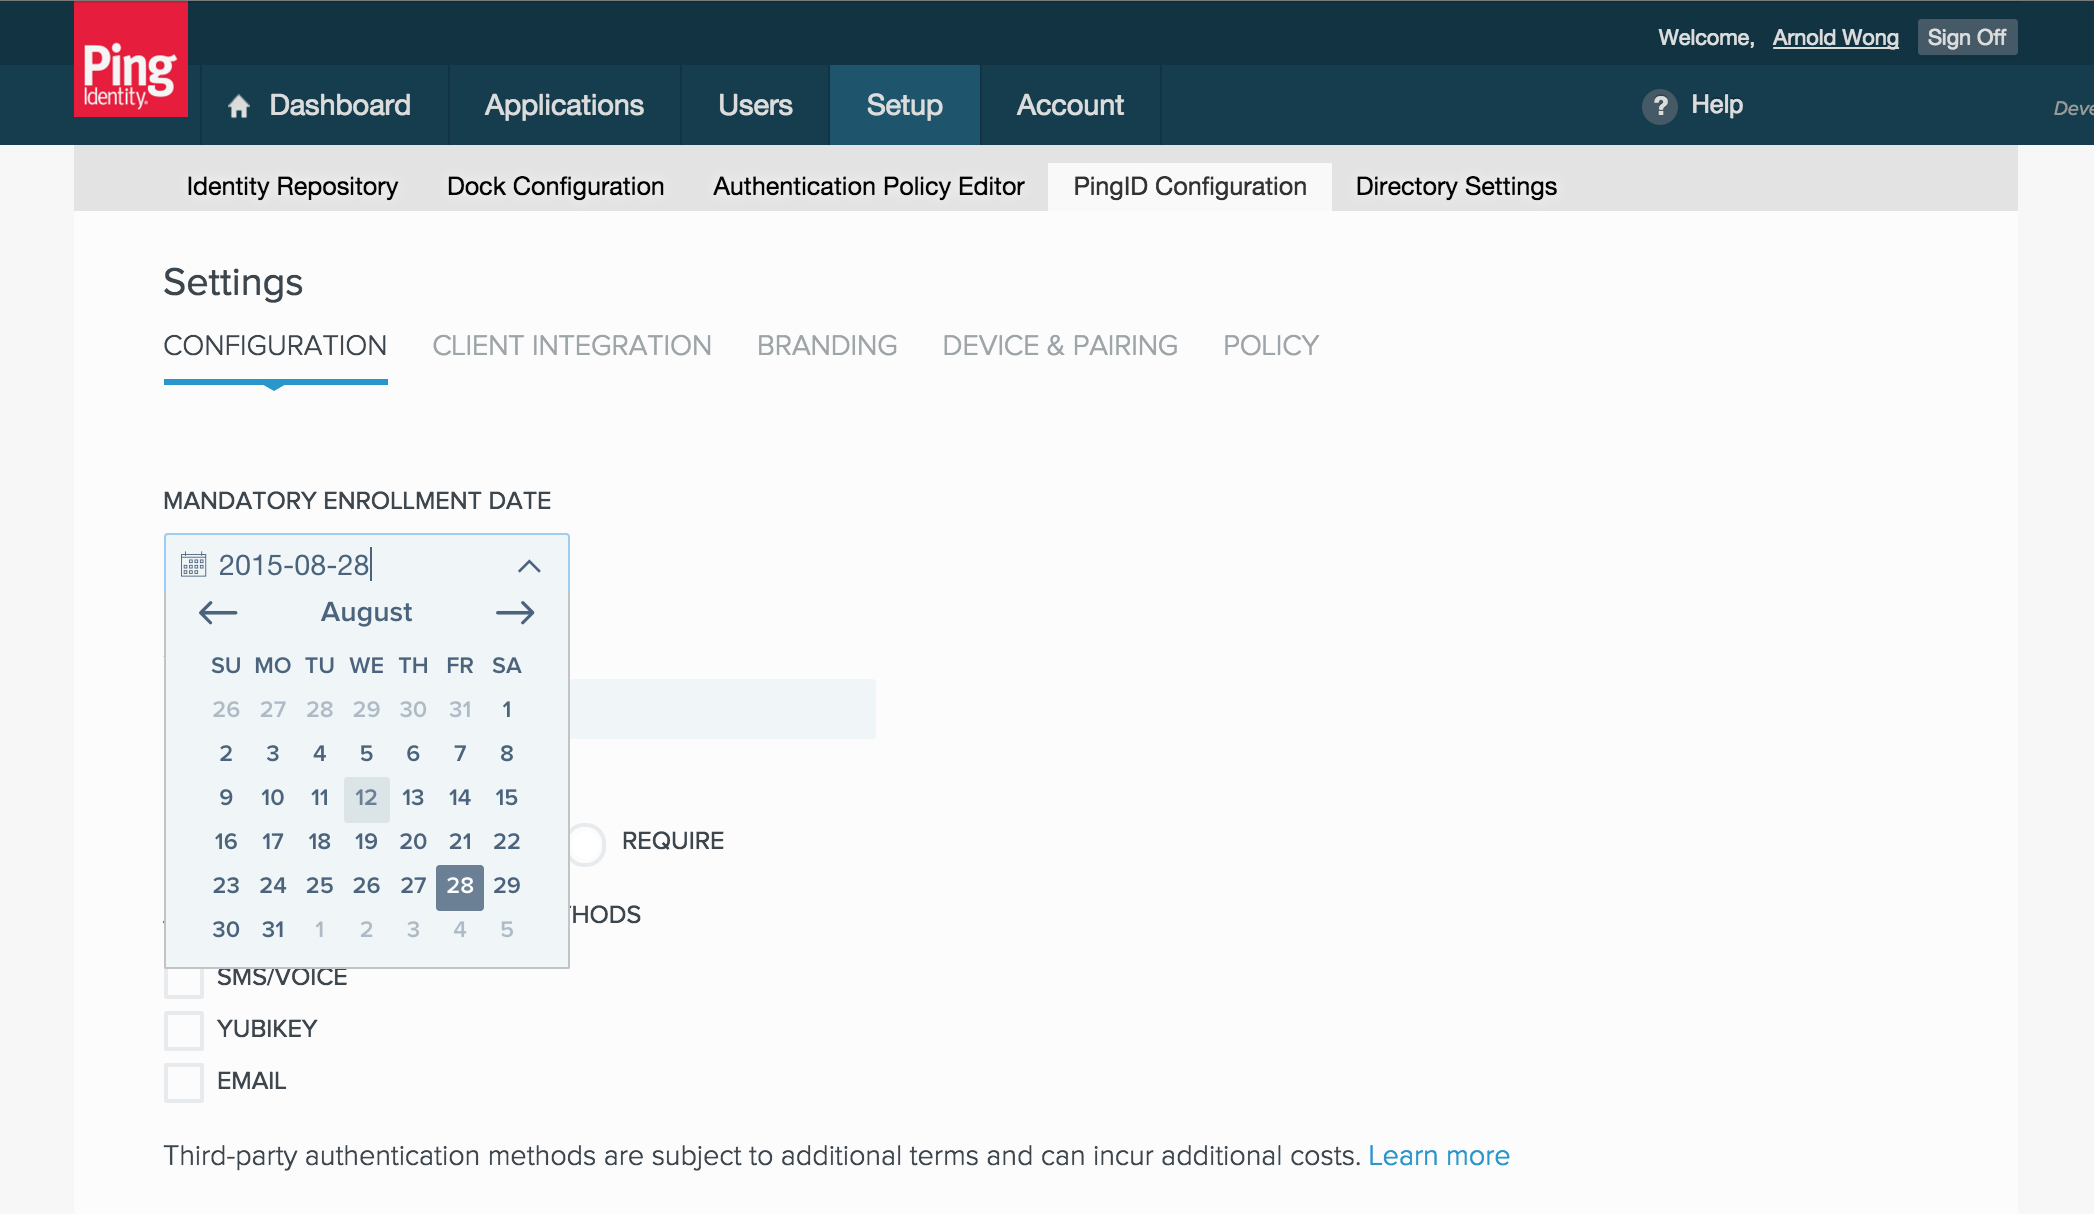 Welcome, Arnold Wong Sign Off
Ping
Identity.
Dashboard Applications Users Setup Account ? Help
Identity Repository Dock Configuration Authentication Policy Editor PingID Configuration Directory Settings
Settings
CONFIGURATION CLIENT INTEGRATION BRANDING DEVICE & PAIRING POLICY
MANDATORY ENROLLMENT DATE
2015-08-28
August
SU MO TU WE TH FR SA
26 27 28 29 30 31 1
2 3 4 5 6 7 8
9 10 11 12 13 14 15
16 17 18 19 20 21 22
REQUIRE
23 24 25 26 27 28 29
30 31 1 2 3 4 5
SMS/VOICE
YUBIKEY
EMAIL
Third-party authentication methods are subject to additional terms and can incur additional costs. Learn more